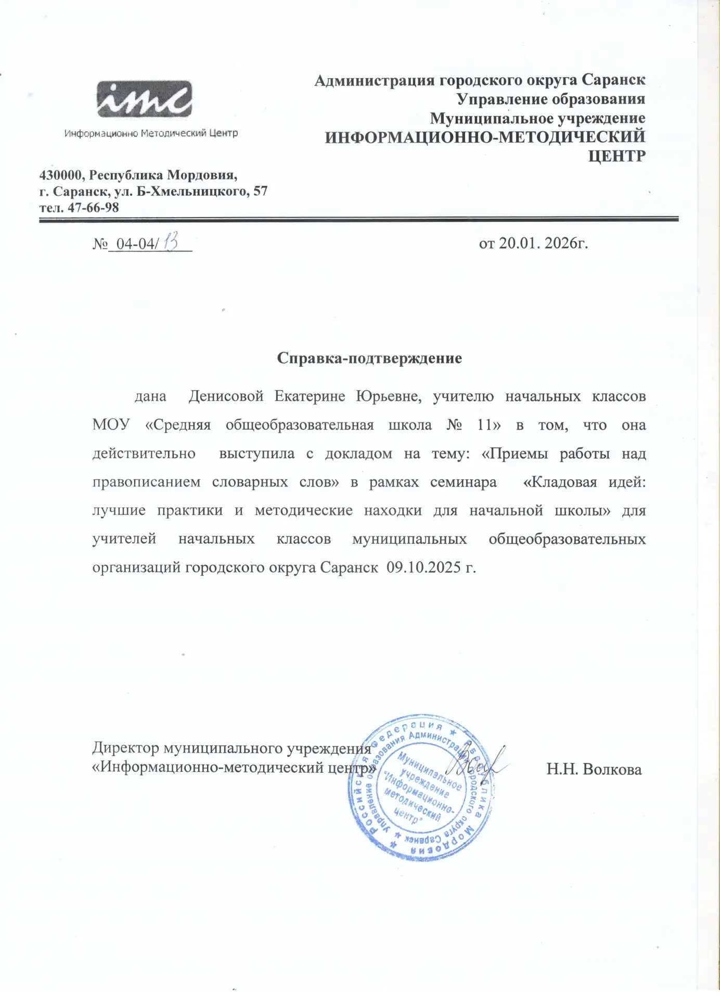 имс
Информационно Методический Центр
Администрация городского округа Саранск
Управление образования
Муниципальное учреждение
ИНФОРМАЦИОННО-МЕТОДИЧЕСКИЙ
ЦЕНТР
430000, Республика Мордовия,
г. Саранск, ул. Б-Хмельницкого, 57
тел. 47-66-98
№ 04-04/ 13 от 20.01. 2026г.
Справка-подтверждение
дана Денисовой Екатерине Юрьевне, учителю начальных классов
МОУ «Средняя общеобразовательная школа № 11» в том, что она
действительно выступила с докладом на тему: «Приемы работы над
правописанием словарных слов» в рамках семинара «Кладовая идей:
лучшие практики и методические находки для начальной школы» для
учителей начальных классов муниципальных общеобразовательных
организаций городского округа Саранск 09.10.2025 г.
Директор муниципального учреждения
«Информационно-методический центр»
Н.Н. Волкова
Российская Федерация ★ Республика Мордовия ★
Управление образования Администрации городского округа Саранск ★
Муниципальное
учреждение
"Информационно-
методический
центр"